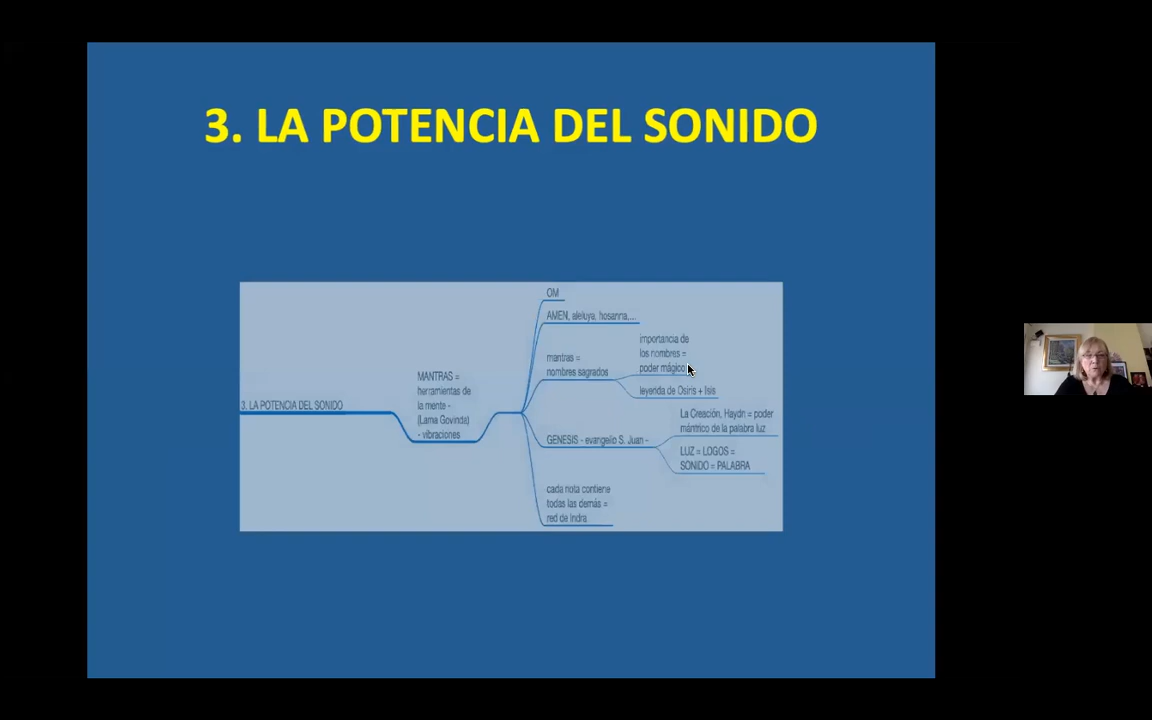 3. LA POTENCIA DEL SONIDO
3. LA POTENCIA DEL SONIDO
MANTRAS =
herramientas de
la mente -
(Lama Govinda)
- vibraciones
OM
AMEN, aleluya, hosanna....
mantras =
nombres sagrados
importancia de
los nombres =
poder mágico
leyenda de Osiris + Isis
GENESIS - evangelio S. Juan -
La Creación, Haydn = poder
mántrico de la palabra luz
LUZ = LOGOS =
SONIDO = PALABRA
cada nota contiene
todas las demás =
red de Indra